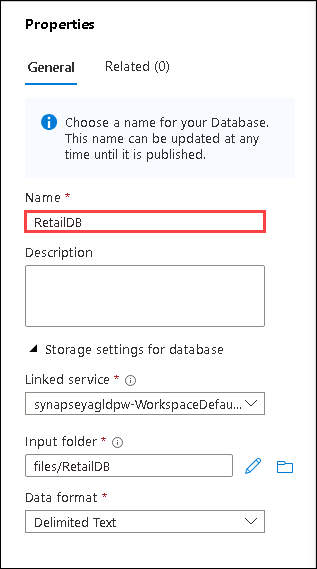 Properties
General Related (0)
Choose a name for your Database.
This name can be updated at any
time until it is published.
Name *
RetailDB
Description
Storage settings for database
Linked service *
synapseyagldpw-WorkspaceDefau...
Input folder *
files/RetailDB
Data format *
Delimited Text